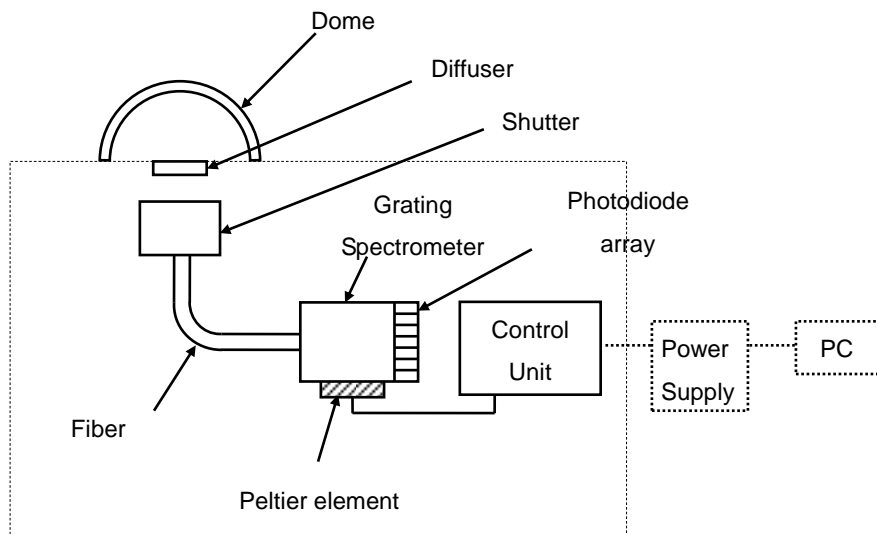 Dome
Diffuser
Shutter
Grating
Spectrometer
Photodiode
array
Control
Unit
Power
Supply
PC
Fiber
Peltier element